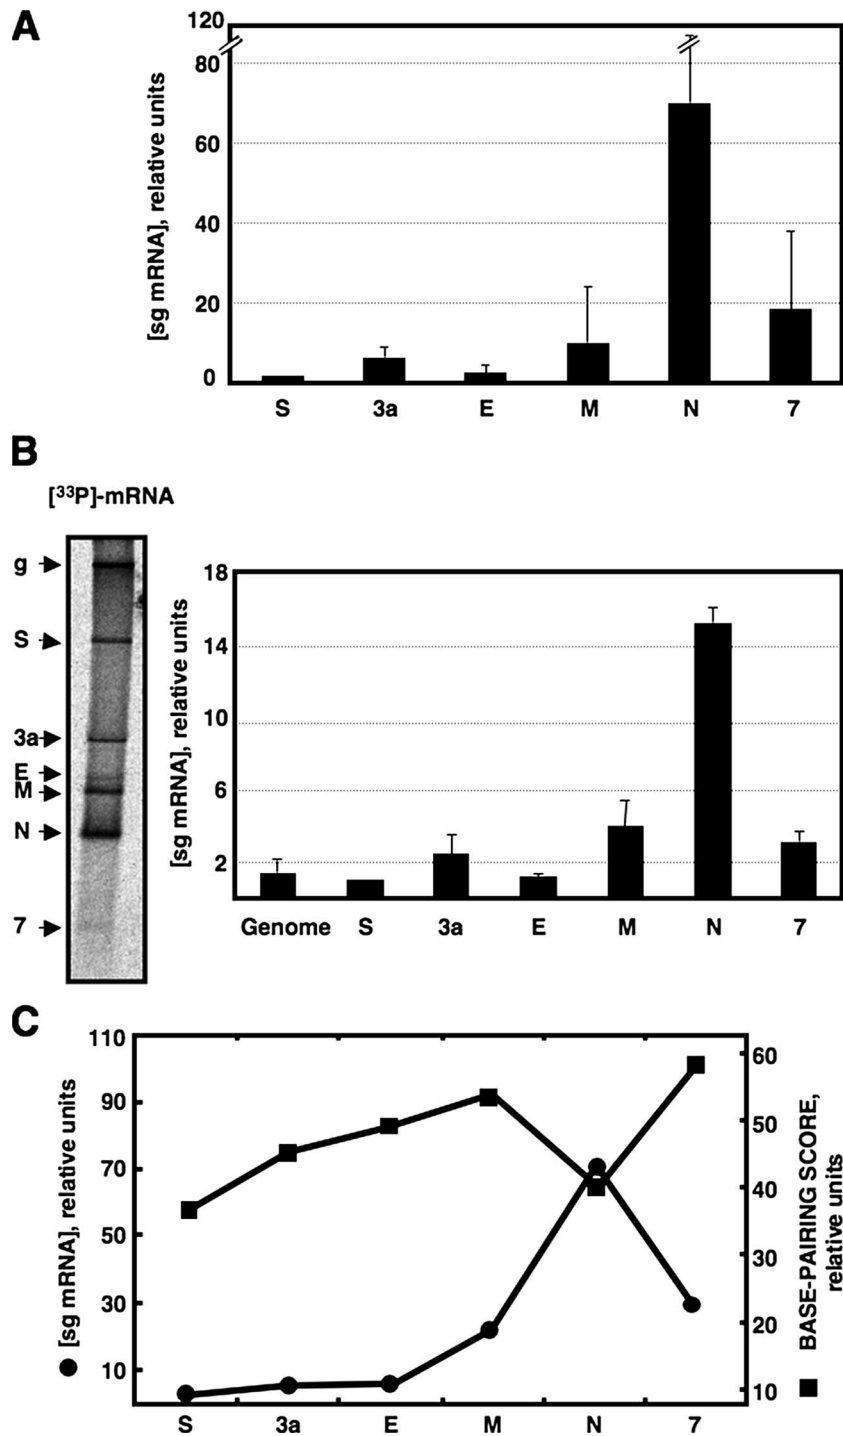 A
[sg mRNA], relative units
120
80
60
40
20
0
S 3a E M N 7
B
[³³P]-mRNA
g
S
3a
E
M
N
7
[sg mRNA], relative units
18
14
10
6
2
Genome S 3a E M N 7
C
[sg mRNA], relative units
110
90
70
50
30
10
60
50
40
30
20
10
BASE-PAIRING SCORE,
relative units
S 3a E M N 7